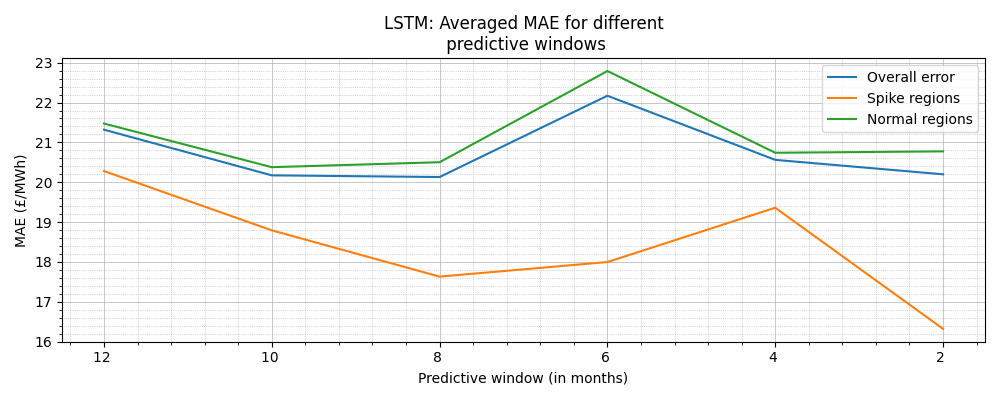 LSTM: Averaged MAE for different
predictive windows
MAE (£/MWh)
23
22
21
20
19
18
17
16
Overall error
Spike regions
Normal regions
12 10 8 6 4 2
Predictive window (in months)